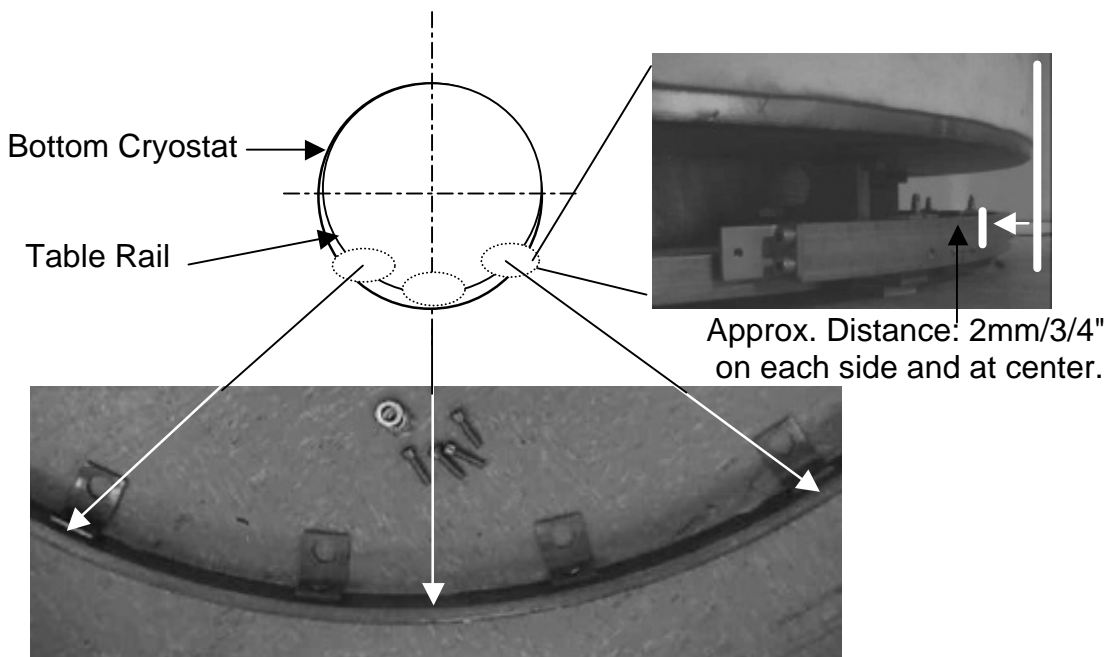 Bottom Cryostat
Table Rail
Approx. Distance: 2mm/3/4"
on each side and at center.